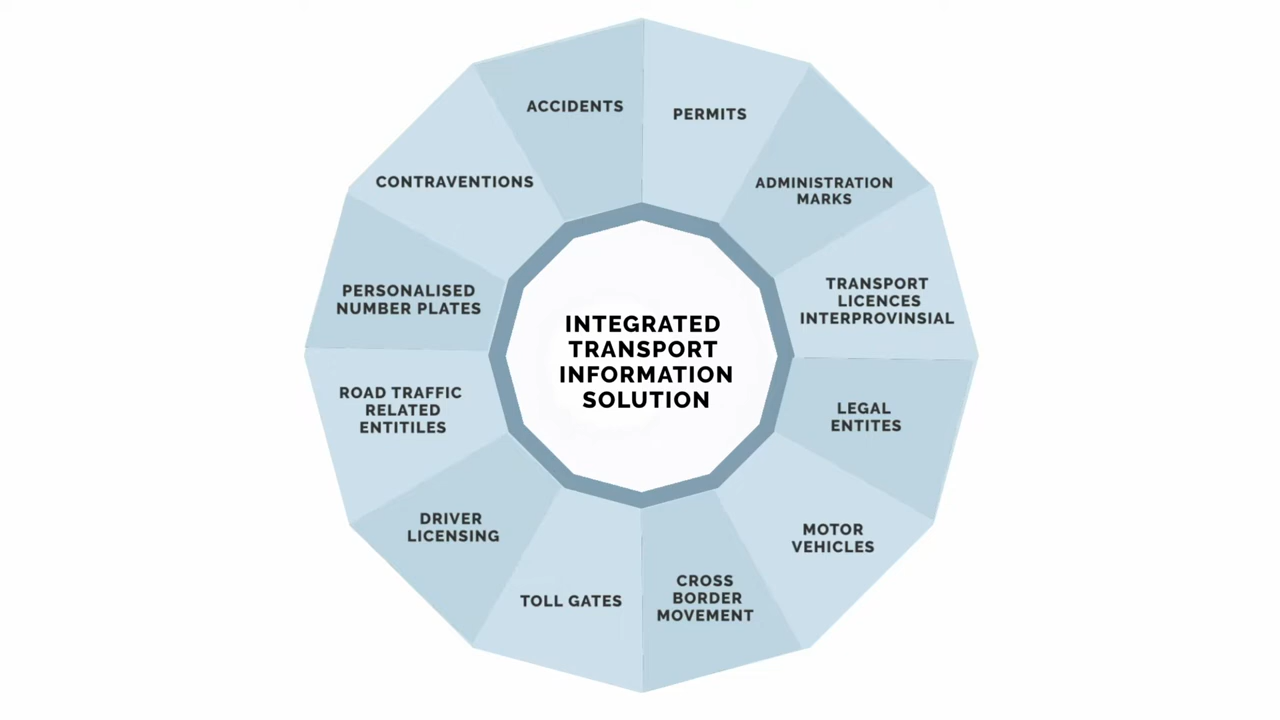 ACCIDENTS
PERMITS
CONTRAVENTIONS
ADMINISTRATION
MARKS
PERSONALISED
NUMBER PLATES
TRANSPORT
LICENCES
INTERPROVINSIAL
INTEGRATED
TRANSPORT
INFORMATION
SOLUTION
ROAD TRAFFIC
RELATED
ENTITILES
LEGAL
ENTITES
DRIVER
LICENSING
MOTOR
VEHICLES
TOLL GATES
CROSS
BORDER
MOVEMENT